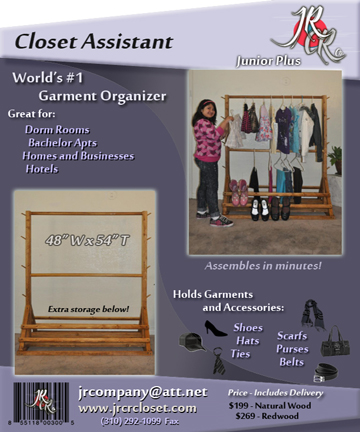 Closet Assistant
JR
CR Co
Junior Plus
World's #1
Garment Organizer
Great for:
Dorm Rooms
Bachelor Apts
Homes and Businesses
Hotels
48" W x 54" T
Extra storage below!
Assembles in minutes!
Holds Garments
and Accessories:
Shoes
Hats
Ties
Scarfs
Purses
Belts
JR
CR
8 55118 00300 5
jrcompany@att.net
www.jrcrcloset.com
(310) 292-1099 Fax
Price - Includes Delivery
$199 - Natural Wood
$269 - Redwood